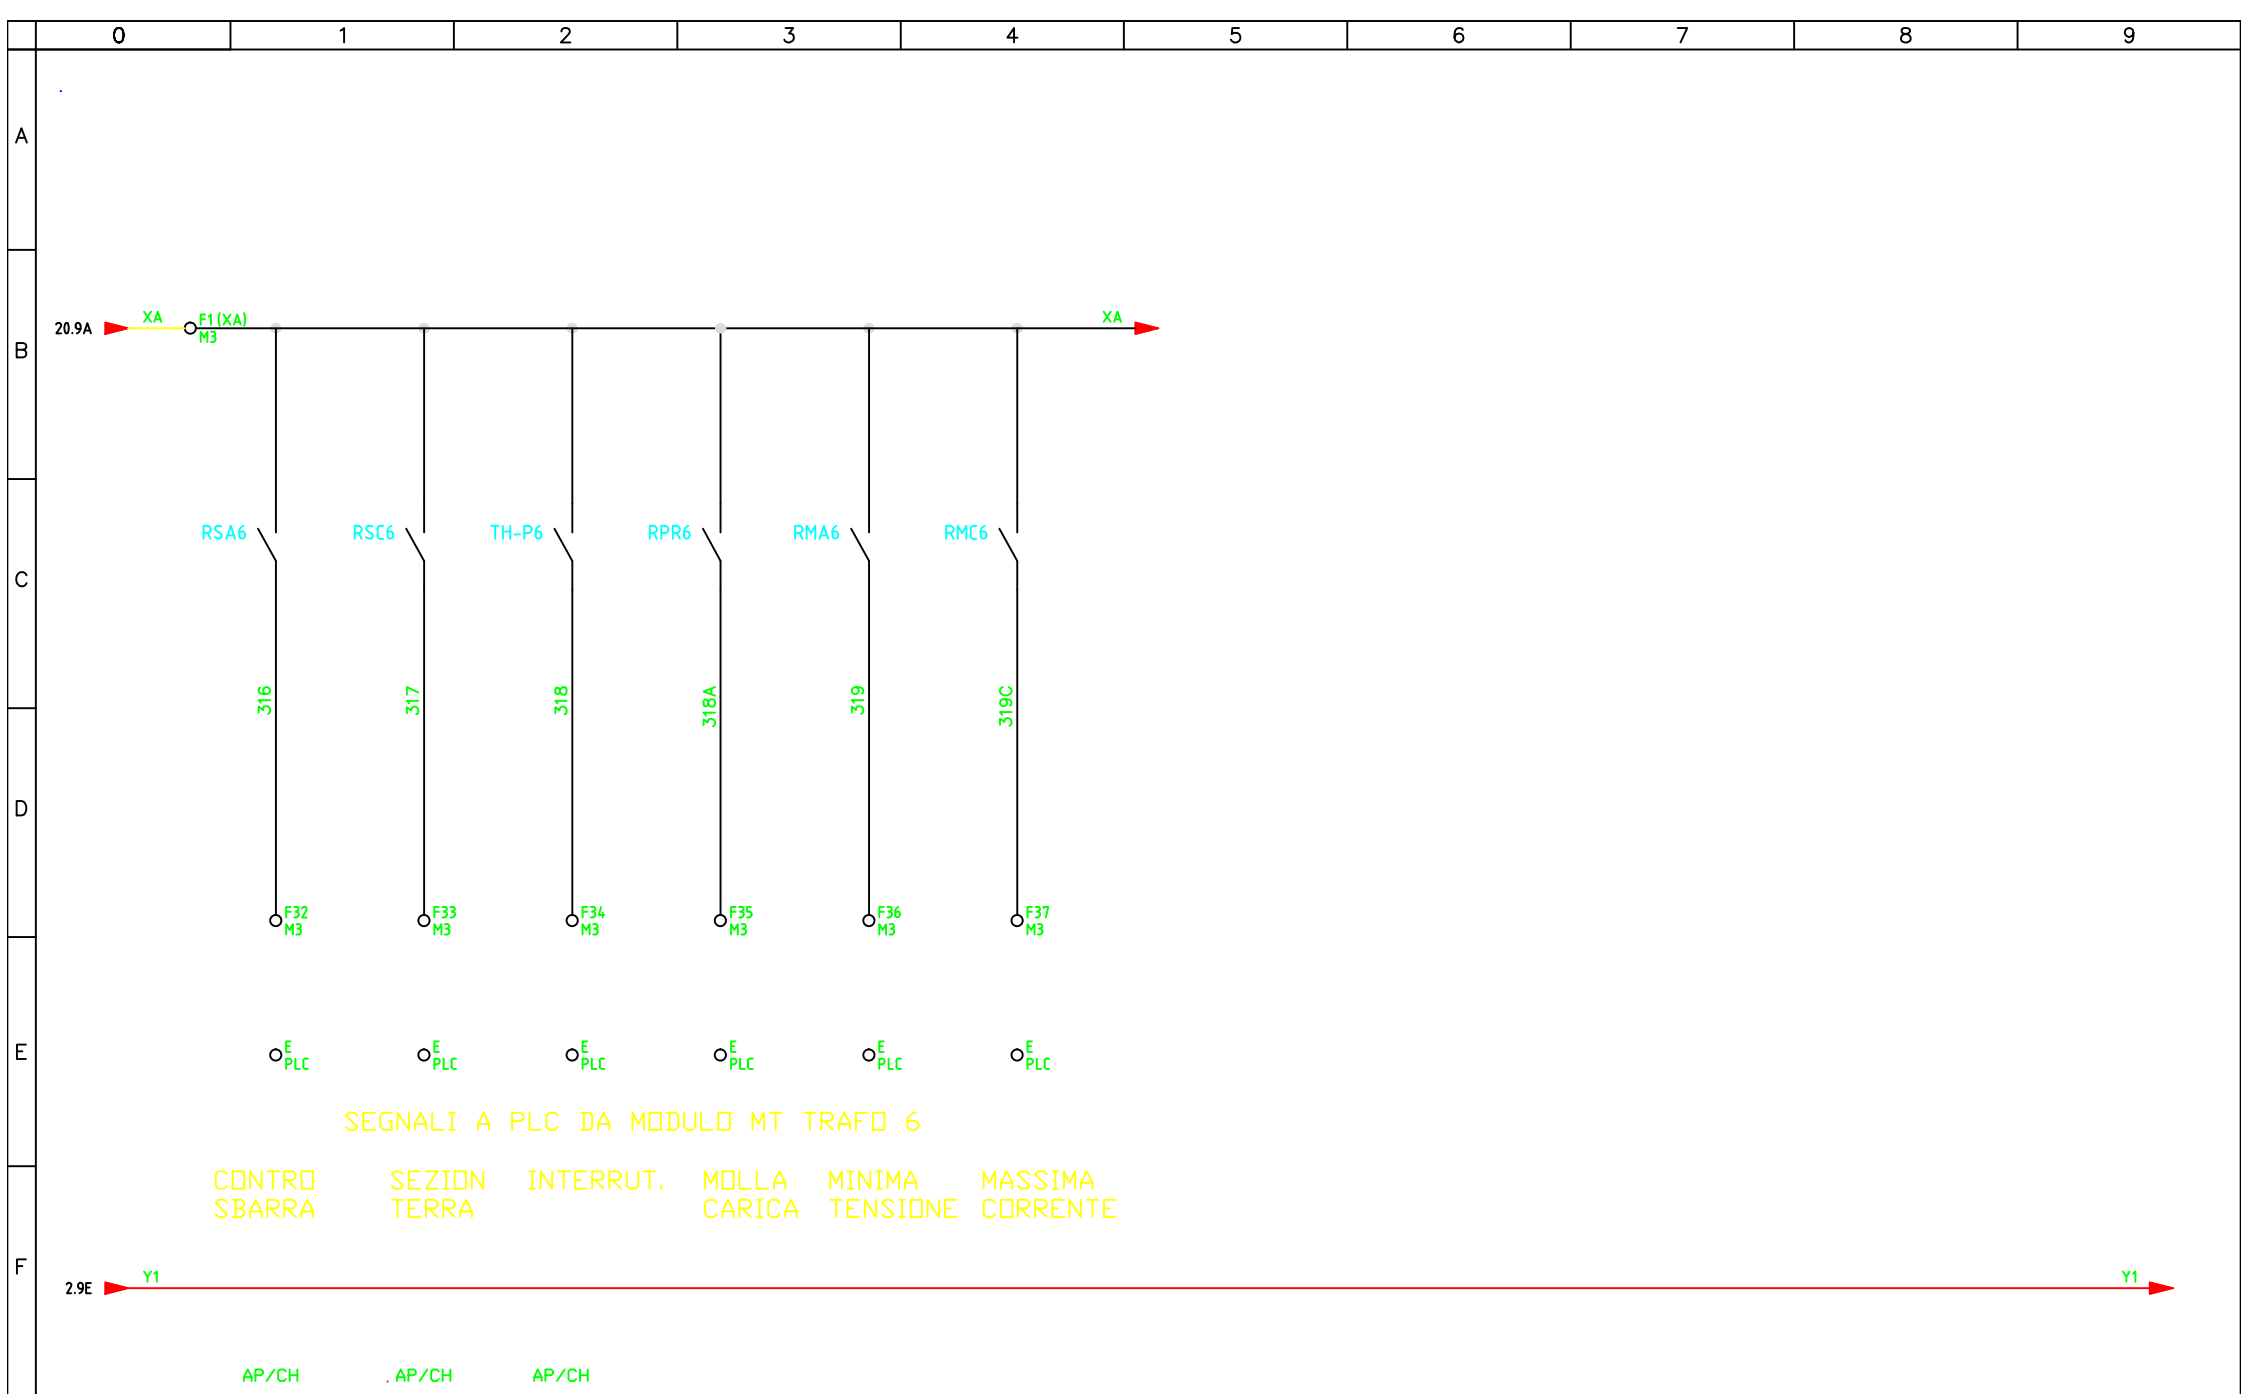 0 1 2 3 4 5 6 7 8 9
A
XA F1(XA) XA
20.9A M3
B
RSA6 RSC6 TH-P6 RPR6 RMA6 RMC6
C
316 317 318 318A 319 319C
D
F32 F33 F34 F35 F36 F37
M3 M3 M3 M3 M3 M3
E
E E E E E E
PLC PLC PLC PLC PLC PLC
SEGNALI A PLC DA MODULO MT TRAFO 6
CONTRO SEZION INTERRUT. MOLLA MINIMA MASSIMA
SBARRA TERRA CARICA TENSIONE CORRENTE
F
Y1 Y1
2.9E
AP/CH AP/CH AP/CH